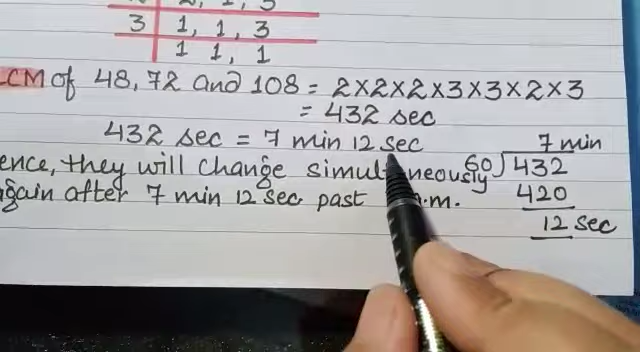 3 1, 1, 3
1 1, 1
LCM of 48, 72 and 108 = 2×2×2×3×3×2×3
= 432 sec
432 sec = 7 min 12 sec
ence, they will change simultaneously
again after 7 min 12 sec past .m.
7 min
60)432
420
12 sec